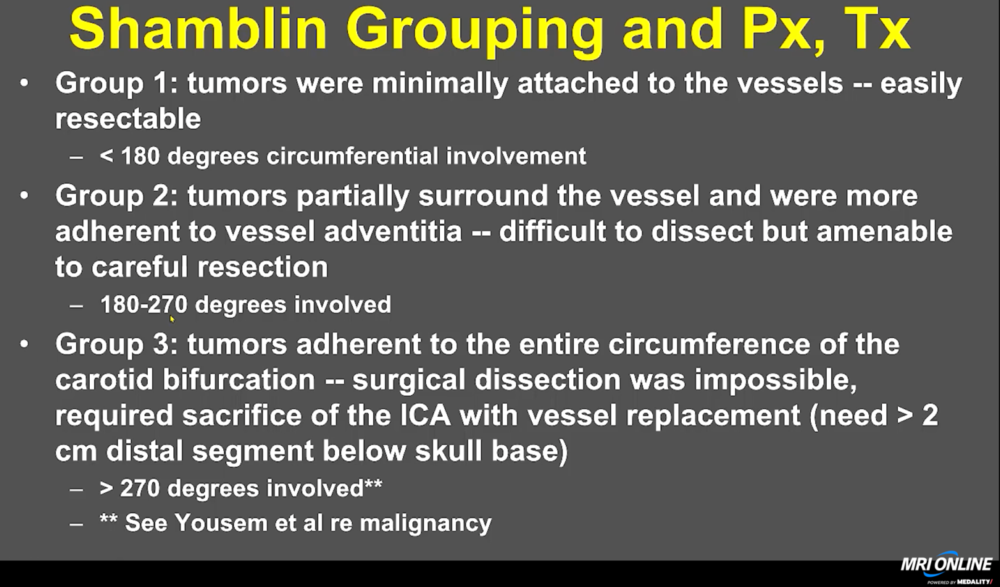 Shamblin Grouping and Px, Tx
• Group 1: tumors were minimally attached to the vessels -- easily
resectable
– < 180 degrees circumferential involvement
• Group 2: tumors partially surround the vessel and were more
adherent to vessel adventitia -- difficult to dissect but amenable
to careful resection
– 180-270 degrees involved
• Group 3: tumors adherent to the entire circumference of the
carotid bifurcation -- surgical dissection was impossible,
required sacrifice of the ICA with vessel replacement (need > 2
cm distal segment below skull base)
– > 270 degrees involved**
– ** See Yousem et al re malignancy
MRI ONLINE
POWERED BY MEDALITY/